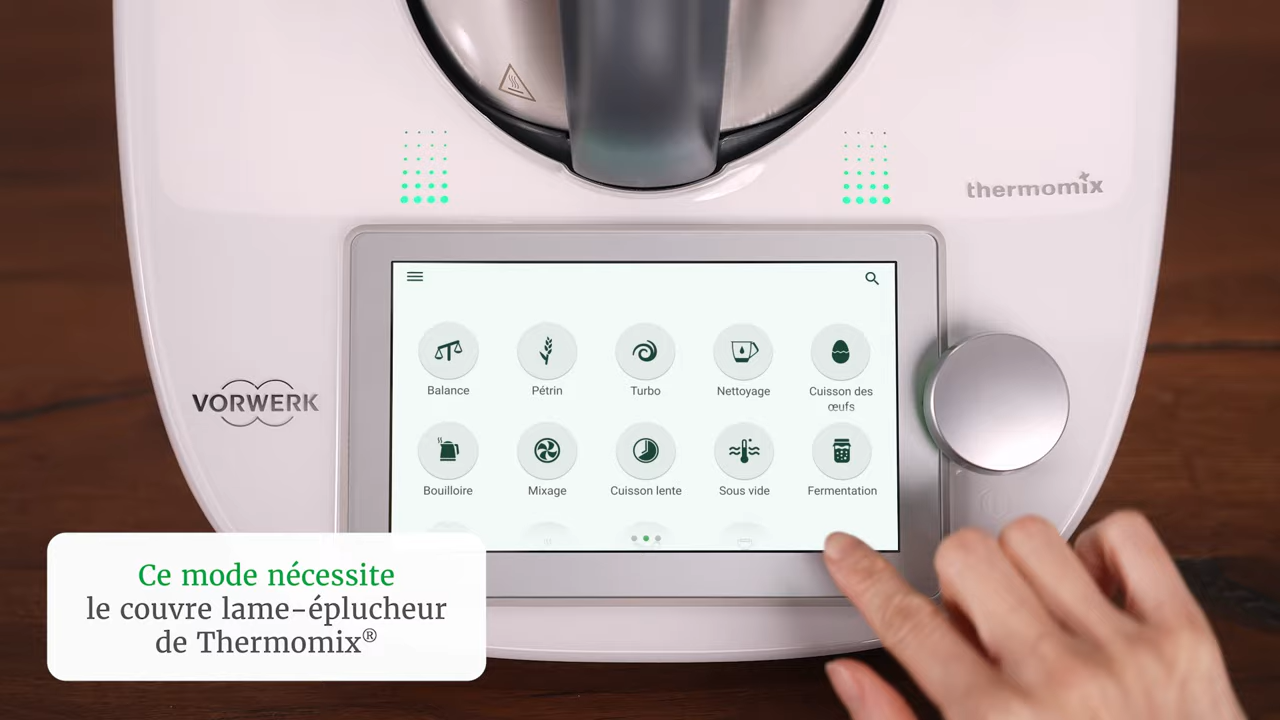 thermomix
VORWERK
Balance
Pétrin
Turbo
Nettoyage
Cuisson des
œufs
Bouilloire
Mixage
Cuisson lente
Sous vide
Fermentation
Ce mode nécessite
le couvre lame-éplucheur
de Thermomix®